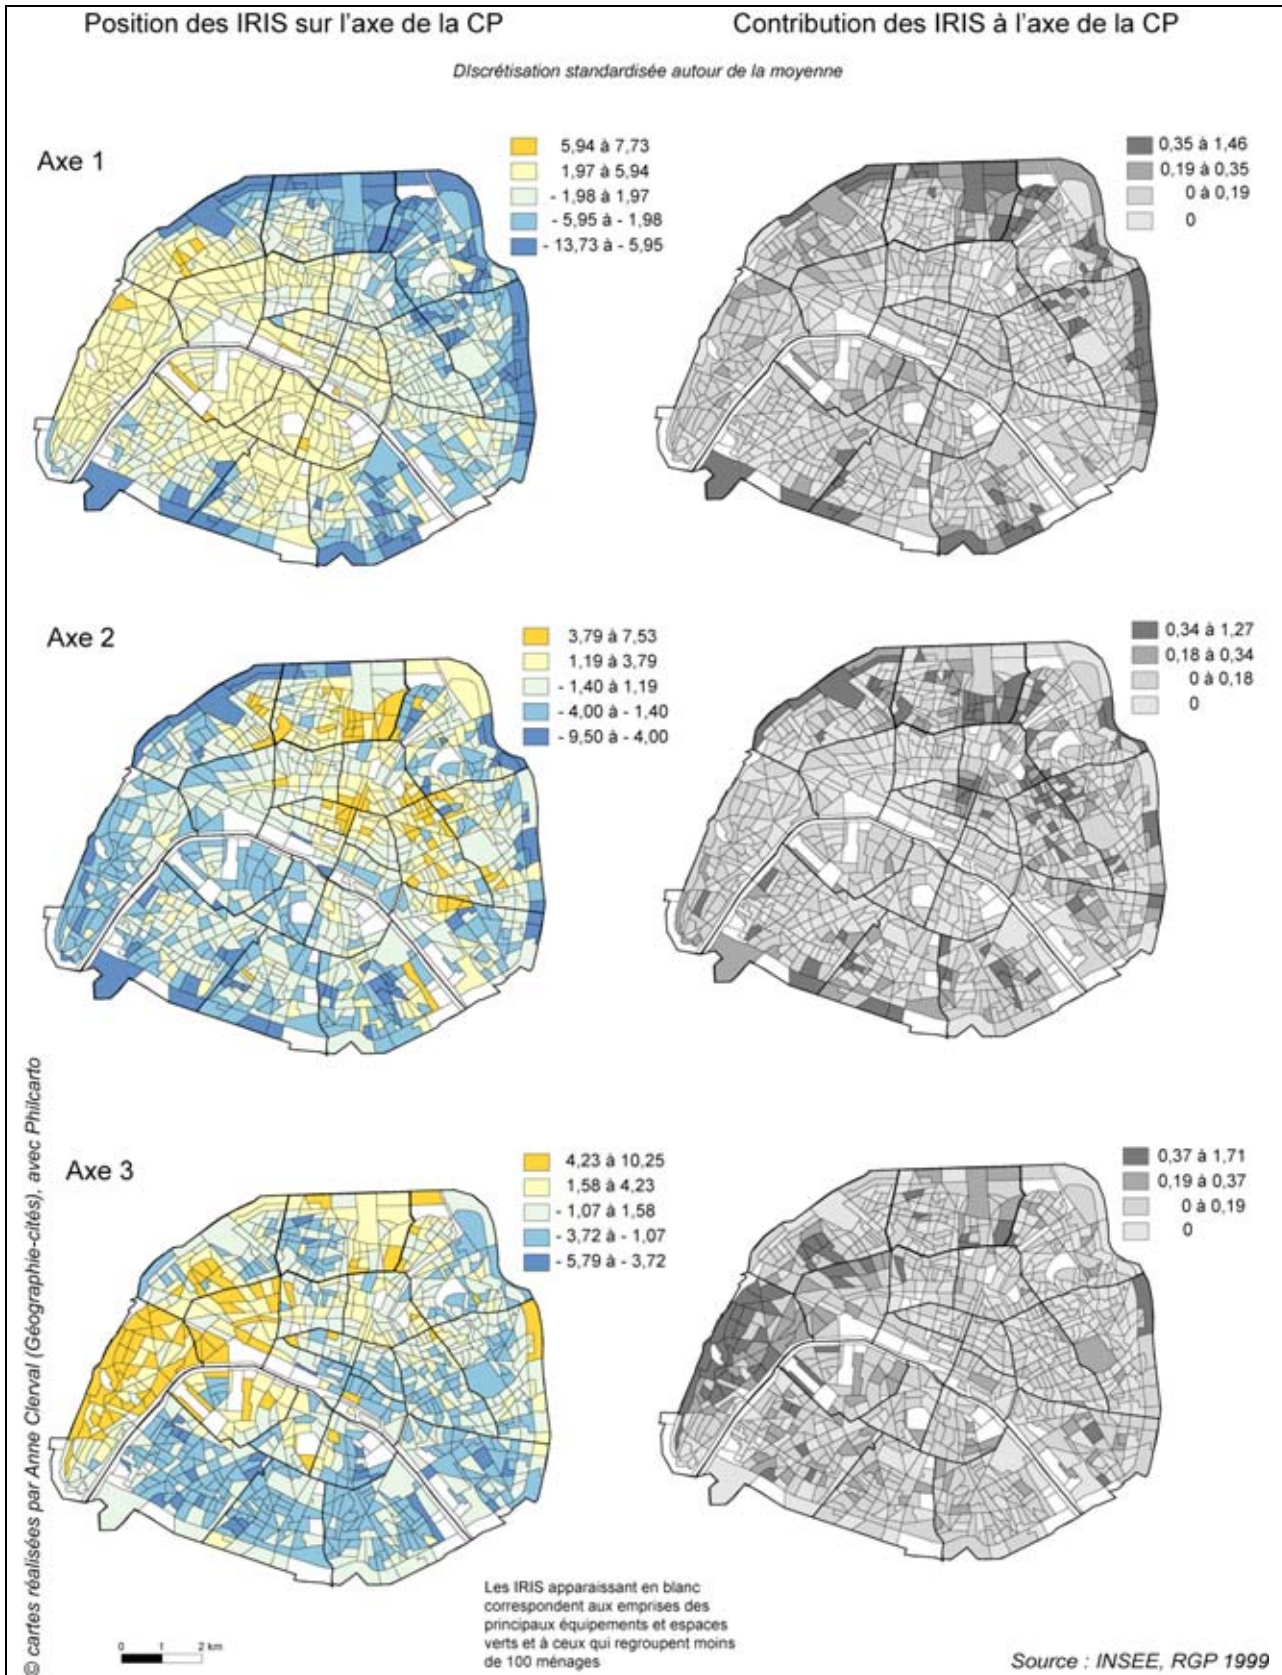 Position des IRIS sur l'axe de la CP
Contribution des IRIS à l'axe de la CP
DIscrétisation standardisée autour de la moyenne
Axe 1
5,94 à 7,73
1,97 à 5,94
- 1,98 à 1,97
- 5,95 à - 1,98
- 13,73 à - 5,95
0,35 à 1,46
0,19 à 0,35
0 à 0,19
0
Axe 2
3,79 à 7,53
1,19 à 3,79
- 1,40 à 1,19
- 4,00 à - 1,40
- 9,50 à - 4,00
0,34 à 1,27
0,18 à 0,34
0 à 0,18
0
Axe 3
4,23 à 10,25
1,58 à 4,23
- 1,07 à 1,58
- 3,72 à - 1,07
- 5,79 à - 3,72
0,37 à 1,71
0,19 à 0,37
0 à 0,19
0
© cartes réalisées par Anne Clerval (Géographie-cités), avec Philcarto
0 1 2 km
Les IRIS apparaissant en blanc
correspondent aux emprises des
principaux équipements et espaces
verts et à ceux qui regroupent moins
de 100 ménages
Source : INSEE, RGP 1999